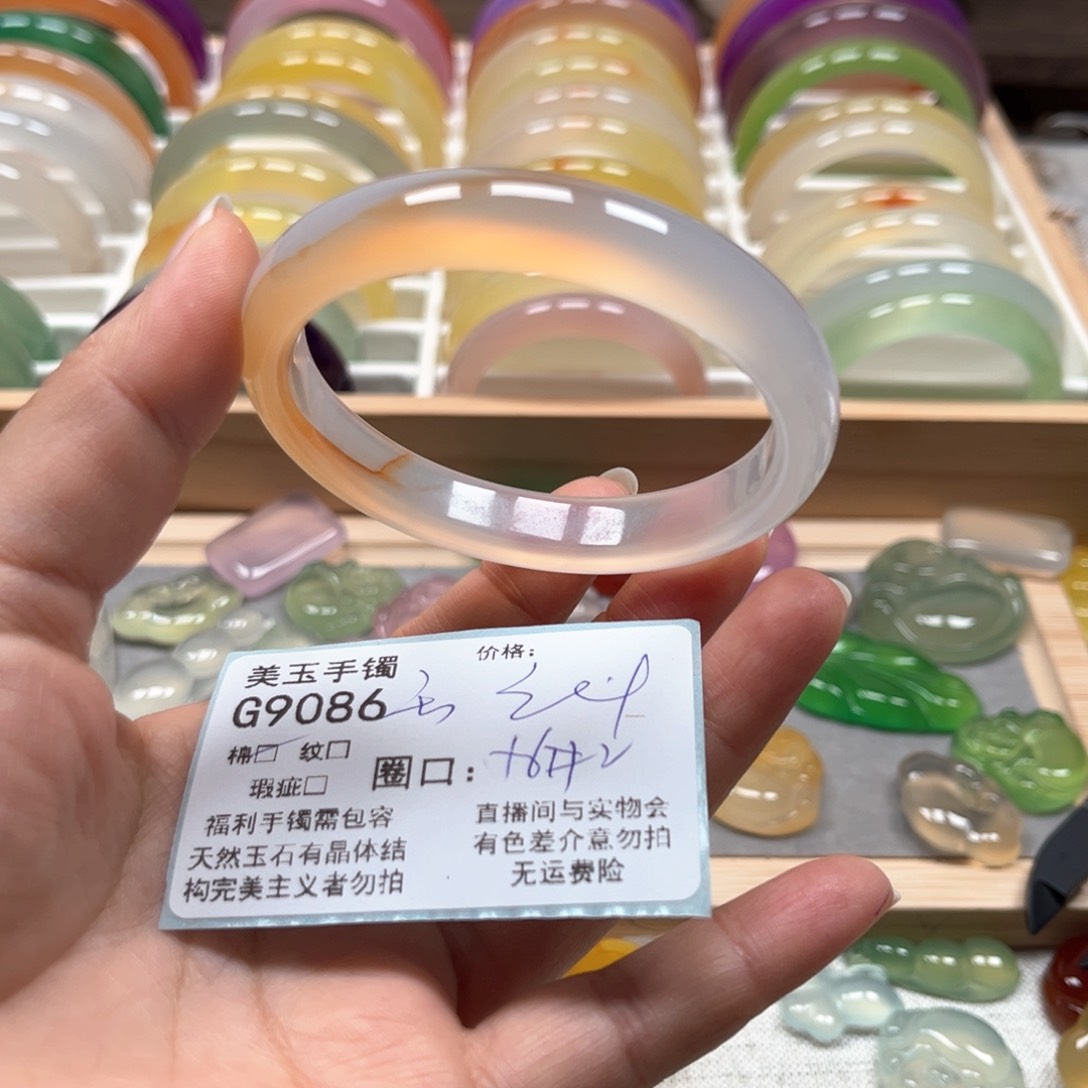 美玉手镯 价格：
G9086
棉☑ 纹□
瑕疵□ 圈口：
福利手镯需包容
天然玉石有晶体结
构完美主义者勿拍
直播间与实物会
有色差介意勿拍
无运费险